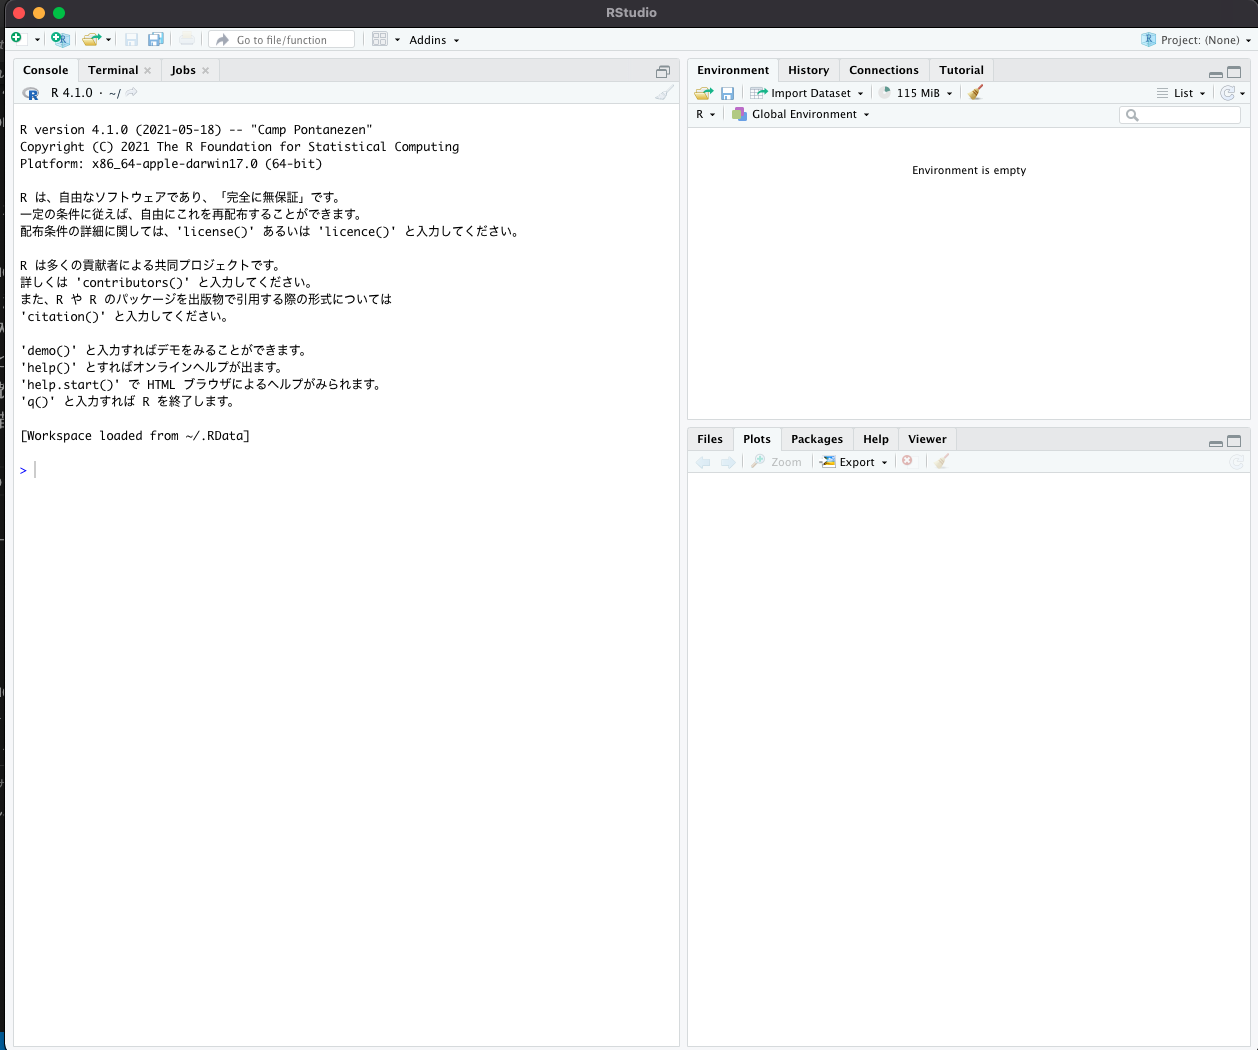 RStudio
Go to file/function
Addins
Project: (None)
Console Terminal Jobs
R 4.1.0 · ~/
R version 4.1.0 (2021-05-18) -- "Camp Pontanezen"
Copyright (C) 2021 The R Foundation for Statistical Computing
Platform: x86_64-apple-darwin17.0 (64-bit)
R は、自由なソフトウェアであり、「完全に無保証」です。
一定の条件に従えば、自由にこれを再配布することができます。
配布条件の詳細に関しては、'license()' あるいは 'licence()' と入力してください。
R は多くの貢献者による共同プロジェクトです。
詳しくは 'contributors()' と入力してください。
また、R や R のパッケージを出版物で引用する際の形式については
'citation()' と入力してください。
'demo()' と入力すればデモをみることができます。
'help()' とすればオンラインヘルプが出ます。
'help.start()' で HTML ブラウザによるヘルプがみられます。
'q()' と入力すれば R を終了します。
[Workspace loaded from ~/.RData]
>
Environment History Connections Tutorial
Import Dataset 115 MiB List
R Global Environment
Environment is empty
Files Plots Packages Help Viewer
Zoom Export